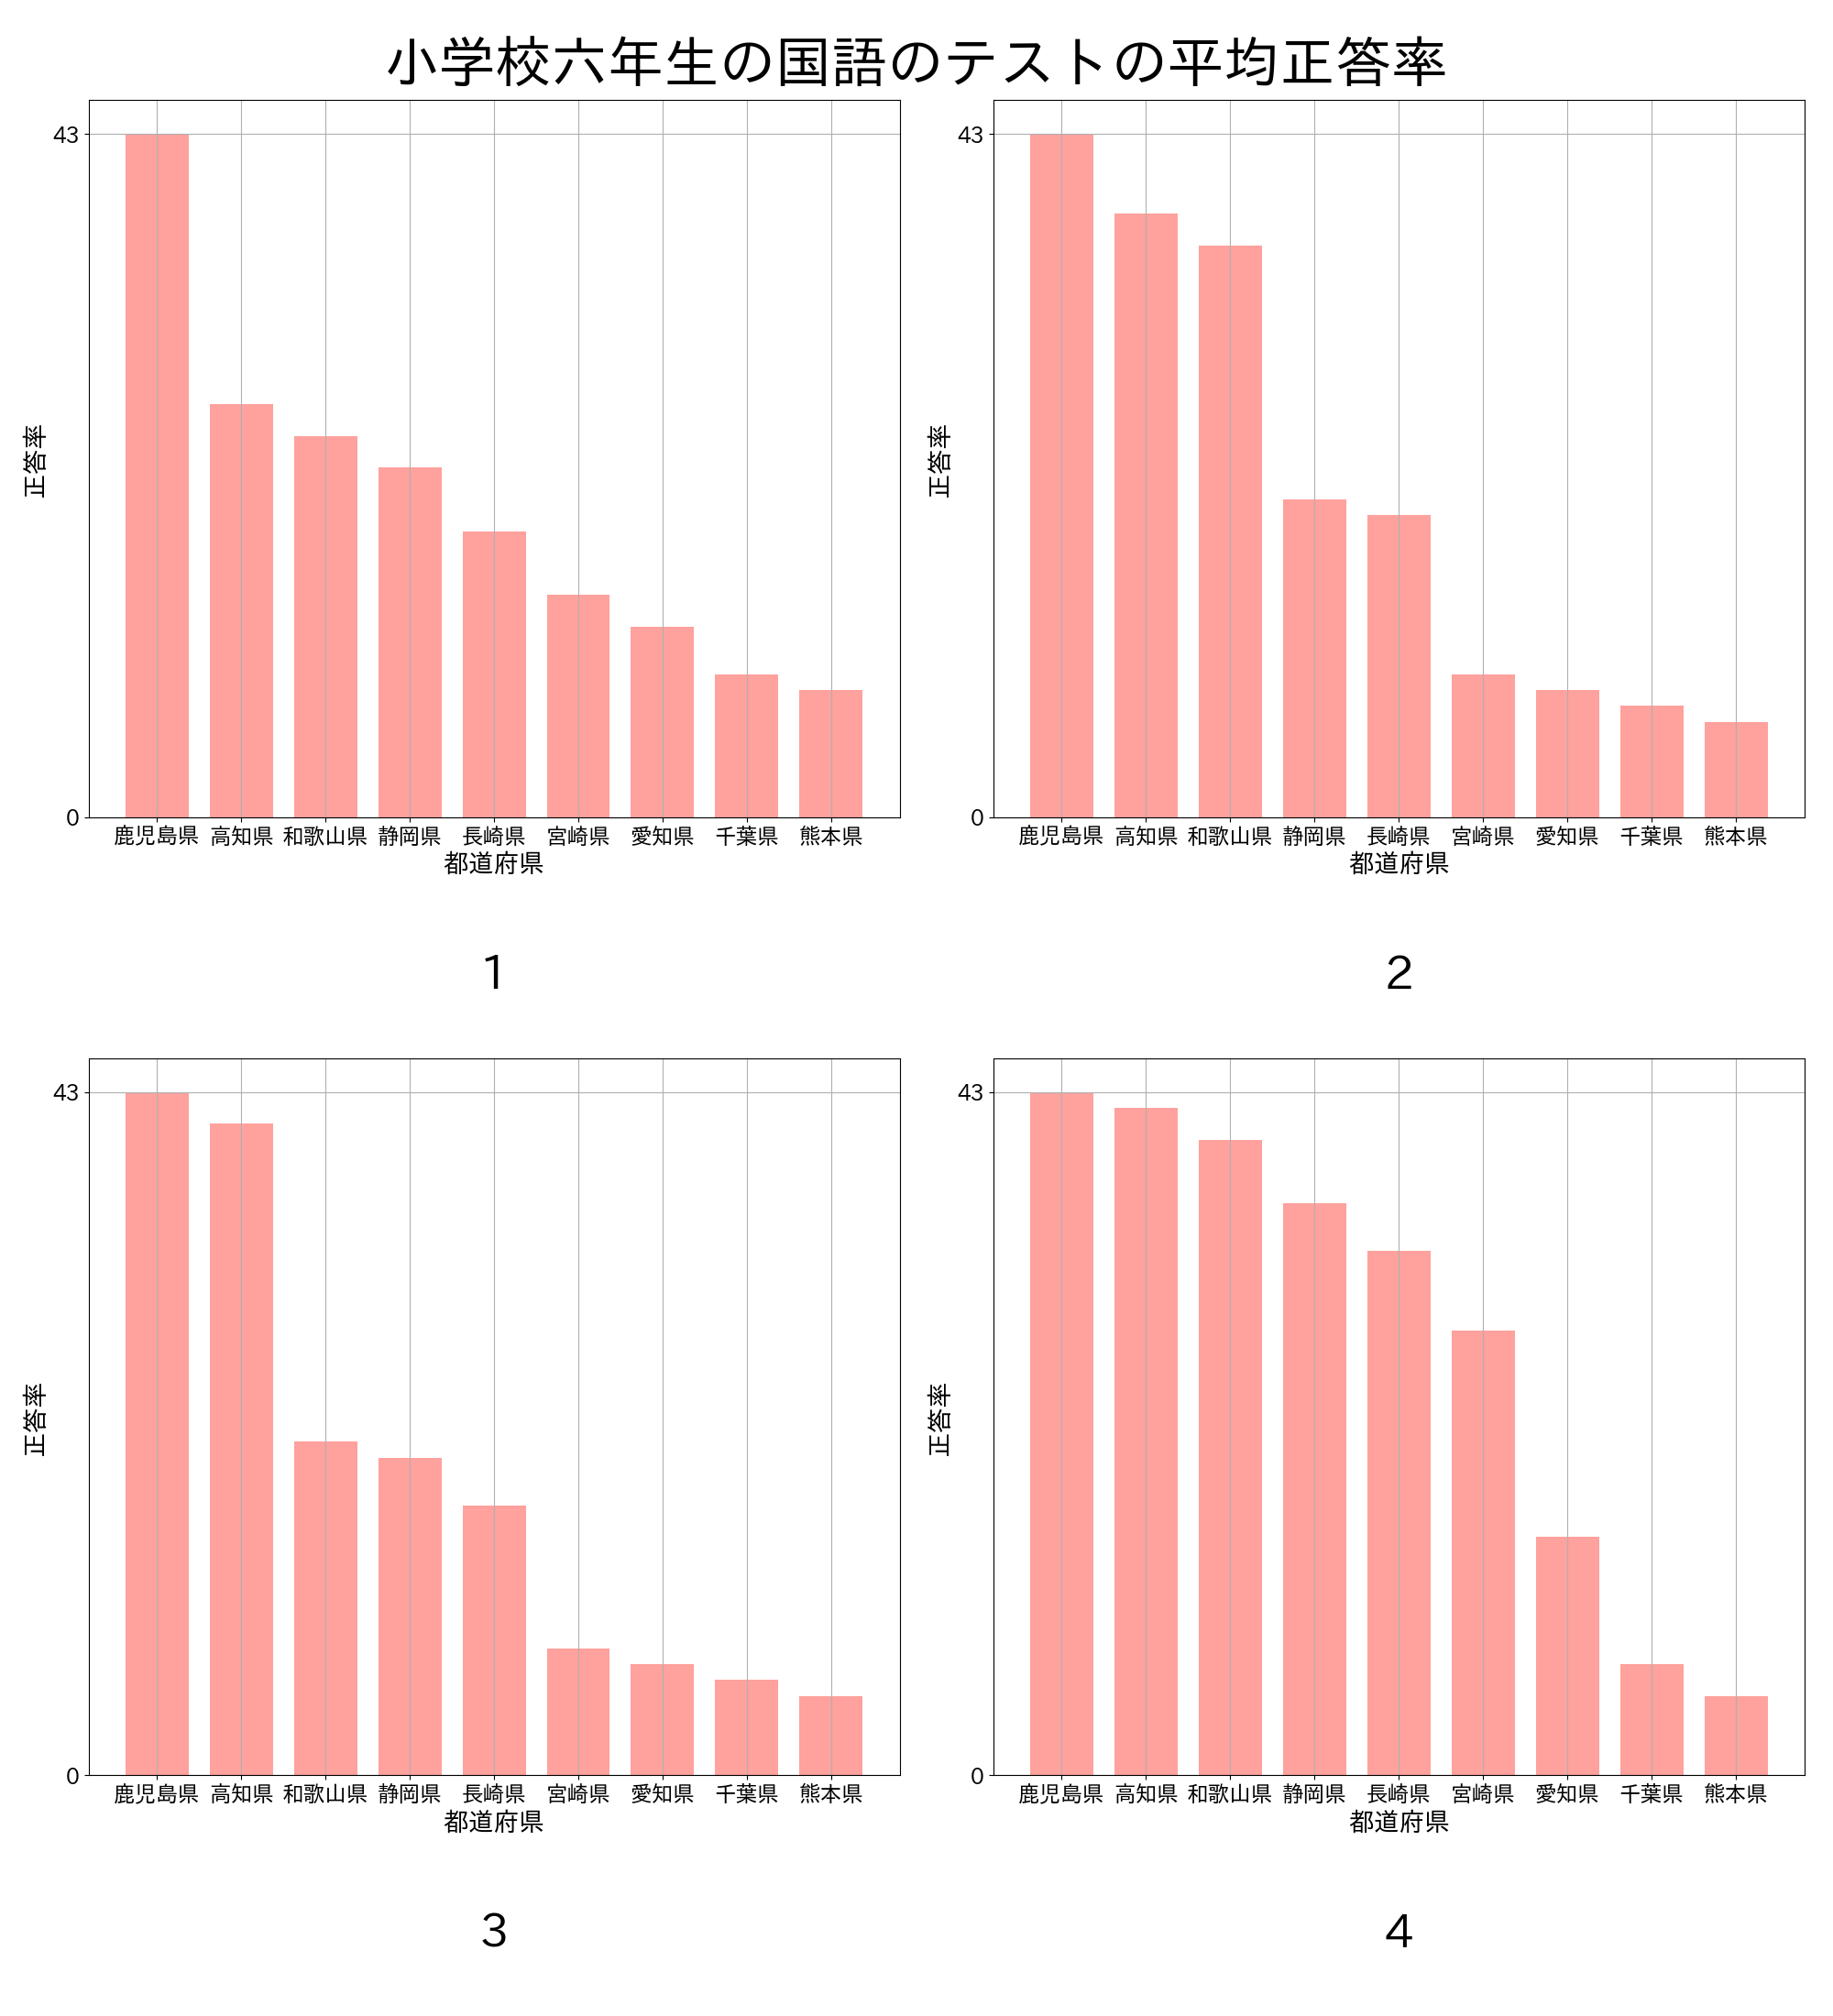 小学校六年生の国語のテストの平均正答率
43
0
正答率
鹿児島県 高知県 和歌山県 静岡県 長崎県 宮崎県 愛知県 千葉県 熊本県
都道府県
1
43
0
正答率
鹿児島県 高知県 和歌山県 静岡県 長崎県 宮崎県 愛知県 千葉県 熊本県
都道府県
2
43
0
正答率
鹿児島県 高知県 和歌山県 静岡県 長崎県 宮崎県 愛知県 千葉県 熊本県
都道府県
3
43
0
正答率
鹿児島県 高知県 和歌山県 静岡県 長崎県 宮崎県 愛知県 千葉県 熊本県
都道府県
4